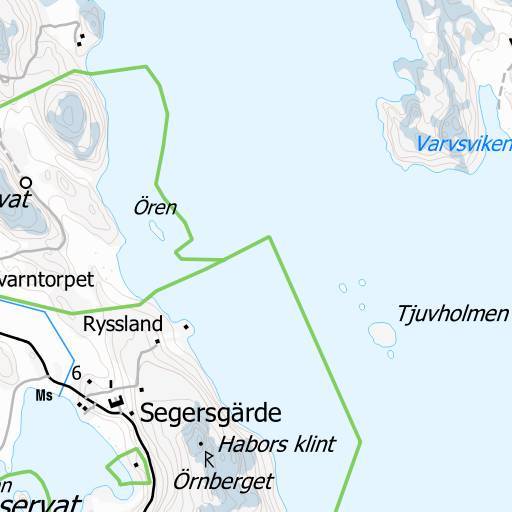 Varvsviken
vat
Ören
varntorpet
Tjuvholmen
Ryssland
6
Ms
Segersgärde
Habors klint
R
Örnberget
servat